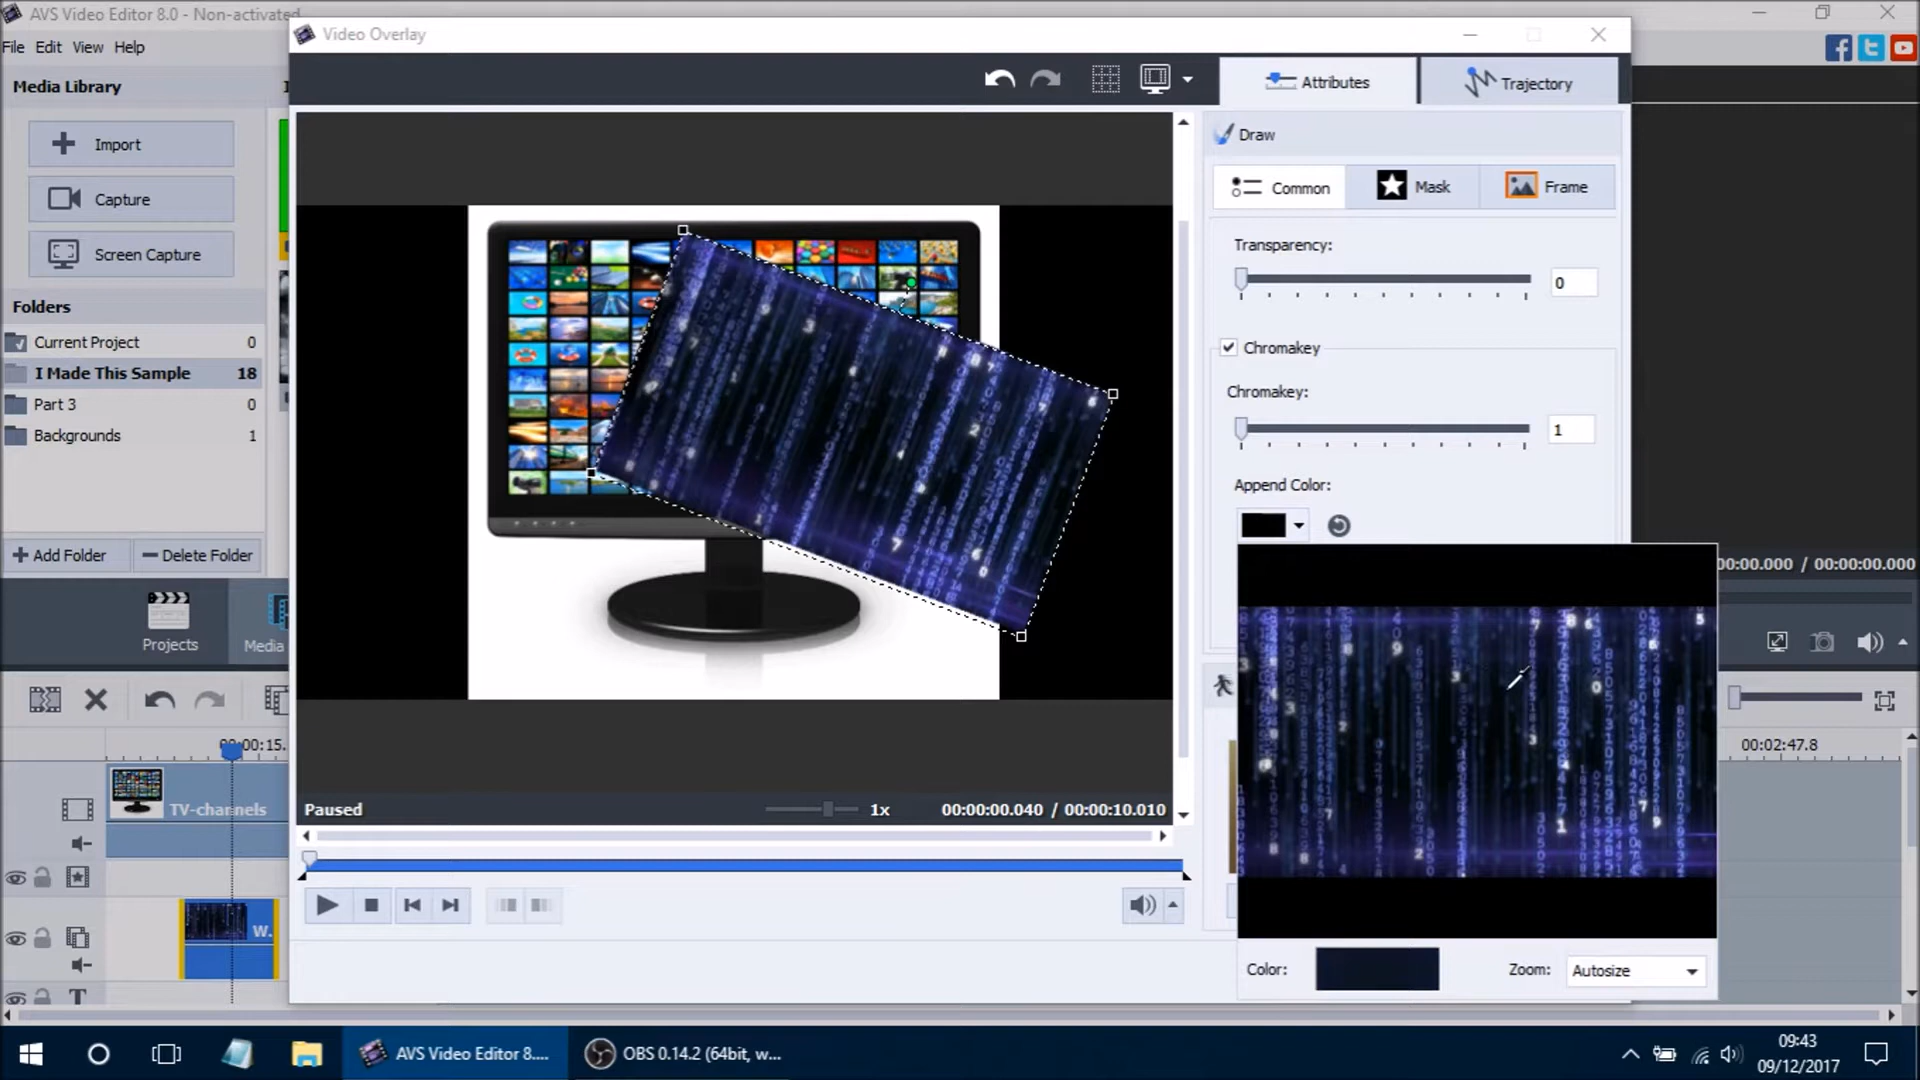 AVS Video Editor 8.0 - Non-activated
File Edit View Help
Video Overlay
Media Library
Import
Capture
Screen Capture
Folders
Current Project 0
I Made This Sample 18
Part 3 0
Backgrounds 1
Add Folder
Delete Folder
Projects
Media
Attributes
Trajectory
Draw
Common
Mask
Frame
Transparency:
0
Chromakey
Chromakey:
1
Append Color:
Color:
Zoom:
Autosize
Paused
1x
00:00:00.040 / 00:00:10.010
00:00.000 / 00:00:00.000
00:00:15.
00:02:47.8
TV-channels
W.
T
AVS Video Editor 8....
OBS 0.14.2 (64bit, w...
09:43
09/12/2017